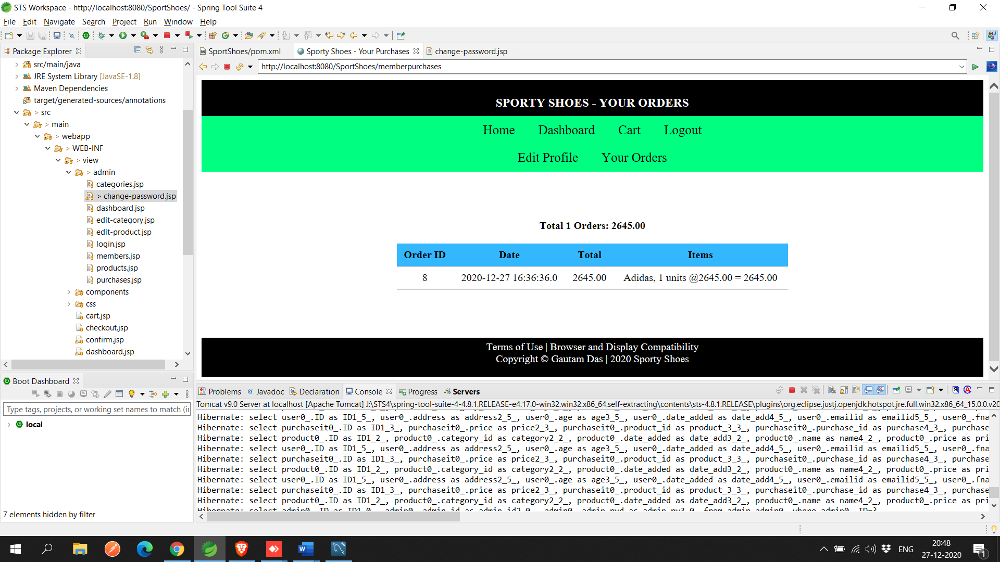 STS Workspace - http://localhost:8080/SportShoes/ - Spring Tool Suite 4
File Edit Navigate Search Project Run Window Help
Package Explorer
src/main/java
JRE System Library [JavaSE-1.8]
Maven Dependencies
target/generated-sources/annotations
> src
> main
> webapp
> WEB-INF
> view
> admin
categories.jsp
> change-password.jsp
dashboard.jsp
edit-category.jsp
edit-product.jsp
login.jsp
members.jsp
products.jsp
purchases.jsp
components
css
cart.jsp
checkout.jsp
confirm.jsp
dashboard.jsp
Boot Dashboard
Type tags, projects, or working set names to match (in
local
7 elements hidden by filter
SportShoes/pom.xml Sporty Shoes - Your Purchases change-password.jsp
http://localhost:8080/SportShoes/memberpurchases
SPORTY SHOES - YOUR ORDERS
Home Dashboard Cart Logout
Edit Profile Your Orders
Total 1 Orders: 2645.00
Order ID Date Total Items
8 2020-12-27 16:36:36.0 2645.00 Adidas, 1 units @2645.00 = 2645.00
Terms of Use | Browser and Display Compatibility
Copyright © Gautam Das | 2020 Sporty Shoes
Problems Javadoc Declaration Console Progress Servers
Tomcat v9.0 Server at localhost [Apache Tomcat] J:\STS4\spring-tool-suite-4-4.8.1.RELEASE-e4.17.0-win32.win32.x86_64.self-extracting\contents\sts-4.8.1.RELEASE\plugins\org.eclipse.justj.openjdk.hotspot.jre.full.win32.x86_64_15.0.0.v20
Hibernate: select user0_.ID as ID1_5_, user0_.address as address2_5_, user0_.age as age3_5_, user0_.date_added as date_add4_5_, user0_.emailid as emailid5_5_, user0_.fna
Hibernate: select purchaseit0_.ID as ID1_3_, purchaseit0_.price as price2_3_, purchaseit0_.product_id as product_3_3_, purchaseit0_.purchase_id as purchase4_3_, purchase
Hibernate: select product0_.ID as ID1_2_, product0_.category_id as category2_2_, product0_.date_added as date_add3_2_, product0_.name as name4_2_, product0_.price as pri
Hibernate: select user0_.ID as ID1_5_, user0_.address as address2_5_, user0_.age as age3_5_, user0_.date_added as date_add4_5_, user0_.emailid as emailid5_5_, user0_.fna
Hibernate: select purchaseit0_.ID as ID1_3_, purchaseit0_.price as price2_3_, purchaseit0_.product_id as product_3_3_, purchaseit0_.purchase_id as purchase4_3_, purchase
Hibernate: select product0_.ID as ID1_2_, product0_.category_id as category2_2_, product0_.date_added as date_add3_2_, product0_.name as name4_2_, product0_.price as pri
Hibernate: select user0_.ID as ID1_5_, user0_.address as address2_5_, user0_.age as age3_5_, user0_.date_added as date_add4_5_, user0_.emailid as emailid5_5_, user0_.fna
Hibernate: select purchaseit0_.ID as ID1_3_, purchaseit0_.price as price2_3_, purchaseit0_.product_id as product_3_3_, purchaseit0_.purchase_id as purchase4_3_, purchase
Hibernate: select product0_.ID as ID1_2_, product0_.category_id as category2_2_, product0_.date_added as date_add3_2_, product0_.name as name4_2_, product0_.price as pri
ENG
20:48
27-12-2020
1